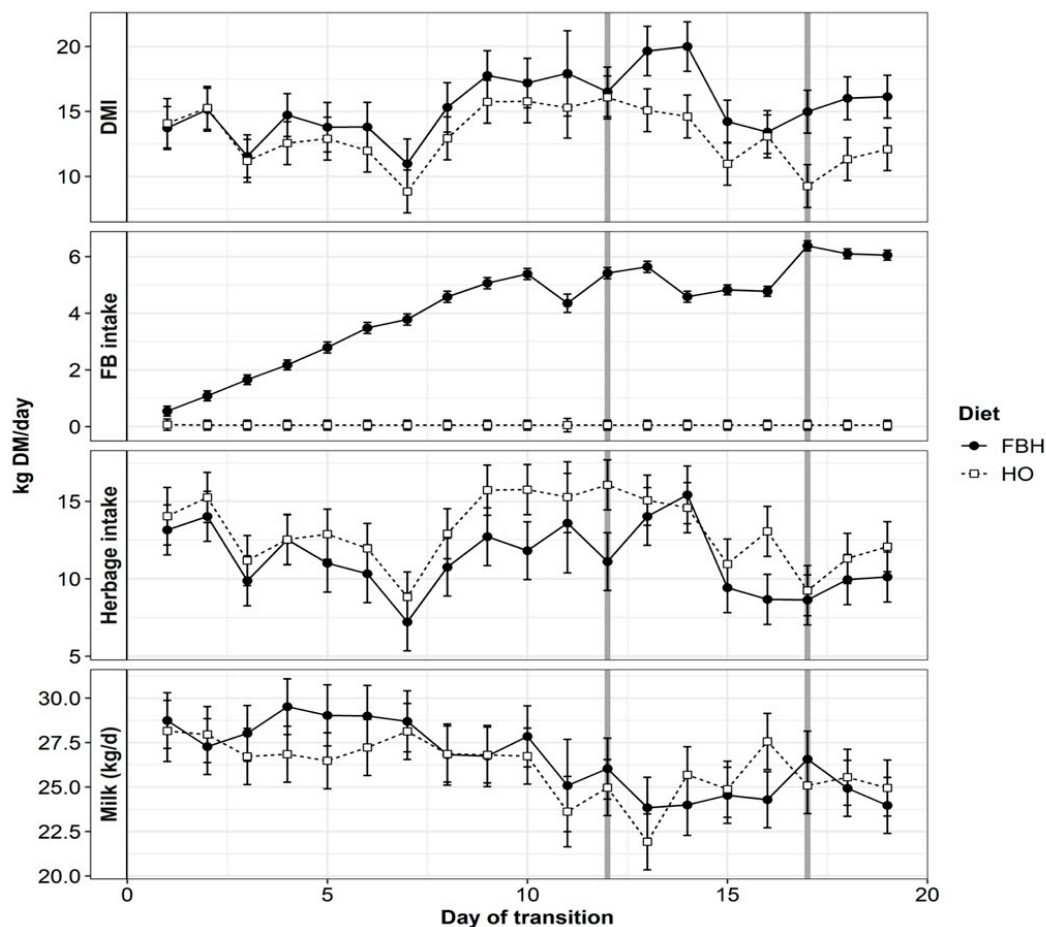 DMI
20
15
10
FB intake
6
4
2
0
kg DM/day
Herbage intake
15
10
5
Milk (kg/d)
30.0
27.5
25.0
22.5
20.0
0 5 10 15 20
Day of transition
Diet
FBH
HO